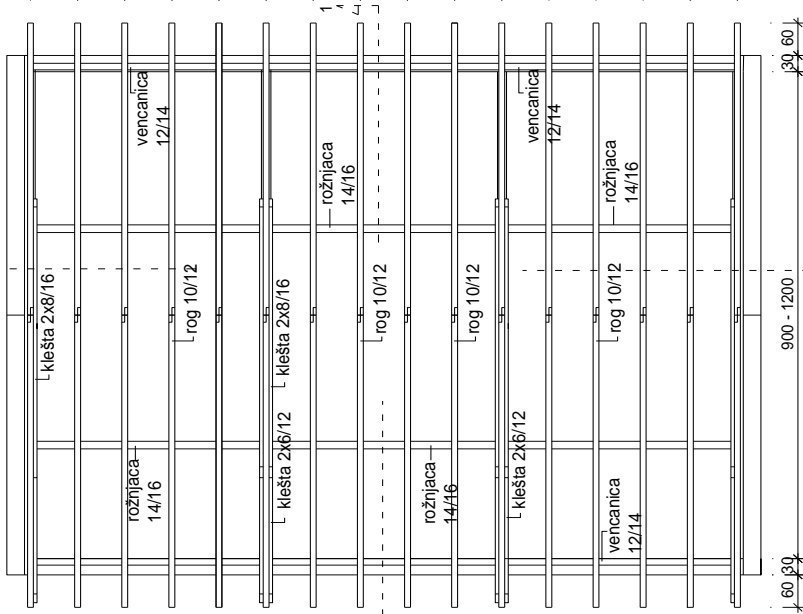 1
60
30
vencanica
12/14
vencanica
12/14
rožnjaca
14/16
rožnjaca
14/16
klešta 2x8/16
rog 10/12
klešta 2x8/16
rog 10/12
rog 10/12
rog 10/12
900 - 1200
rožnjaca
14/16
klešta 2x6/12
rožnjaca
14/16
klešta 2x6/12
vencanica
12/14
30
60